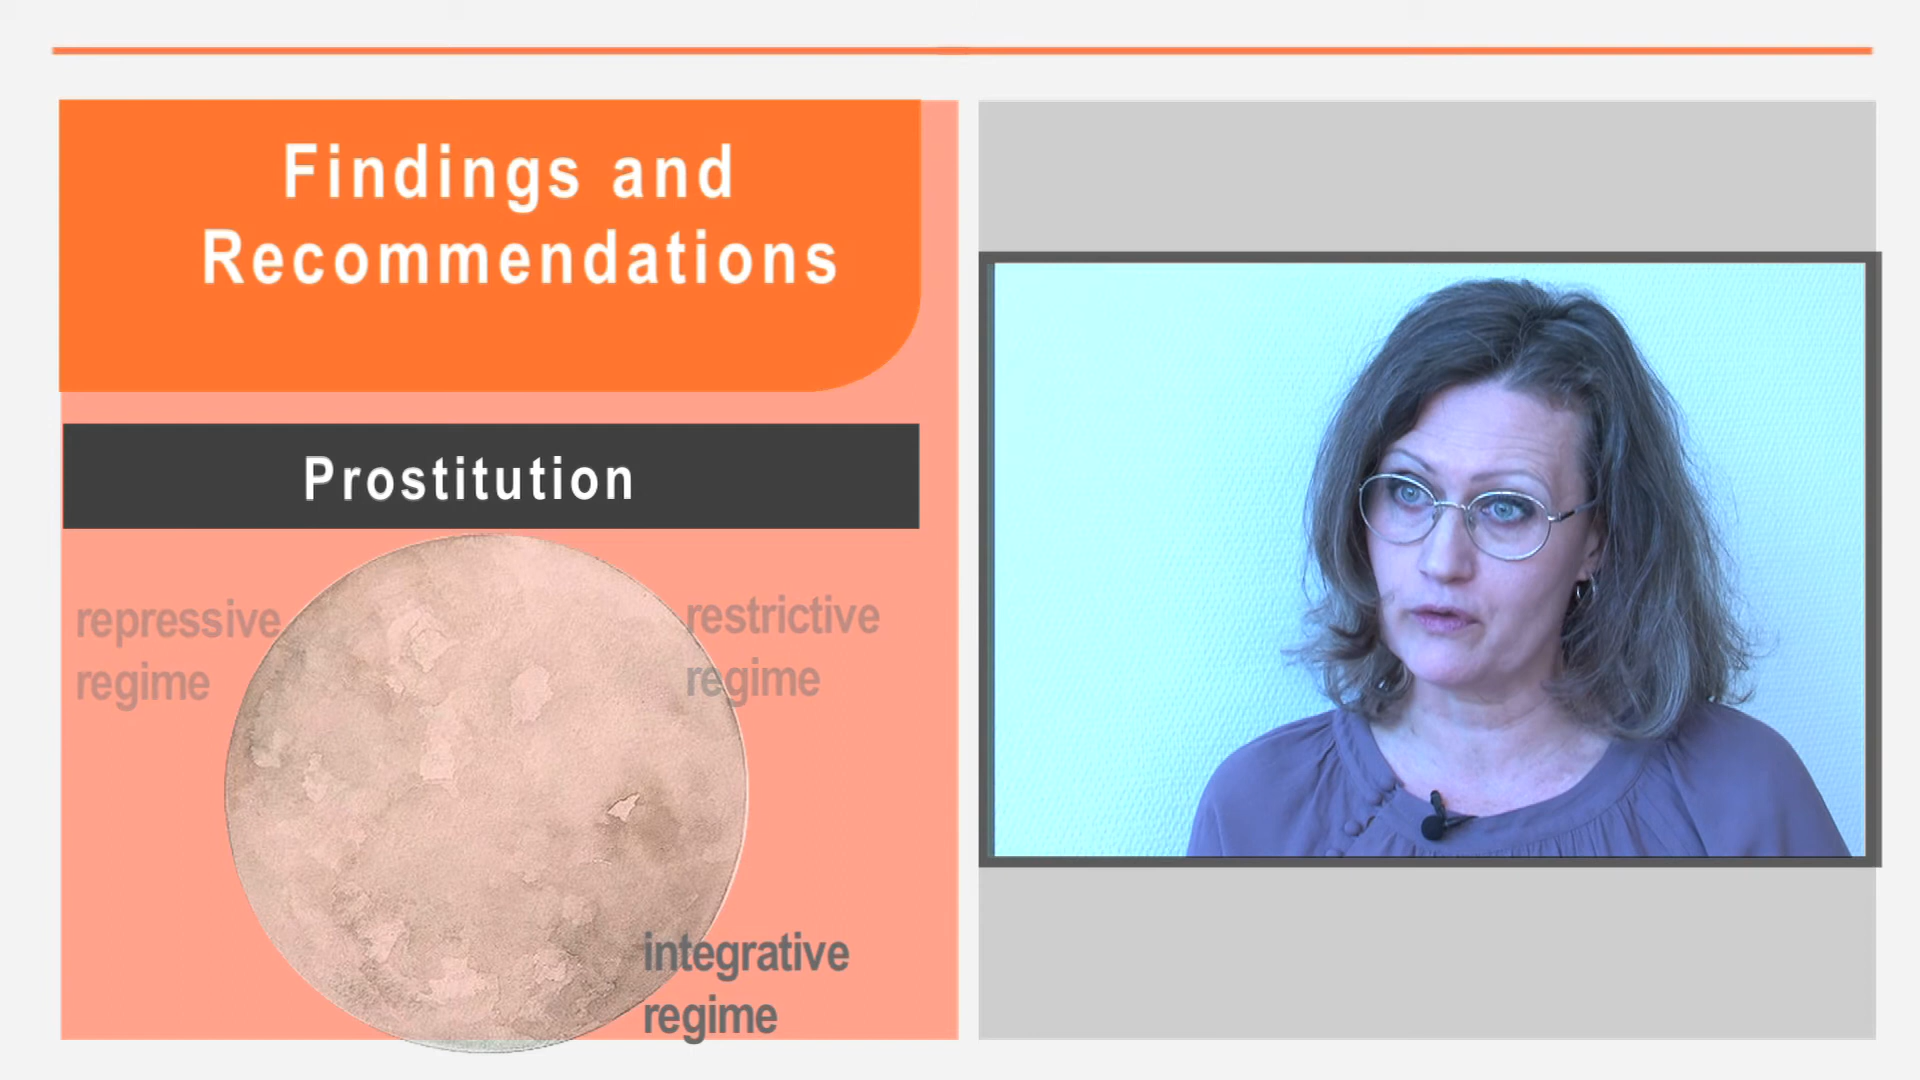 Findings and
Recommendations
Prostitution
repressive
regime
restrictive
regime
integrative
regime